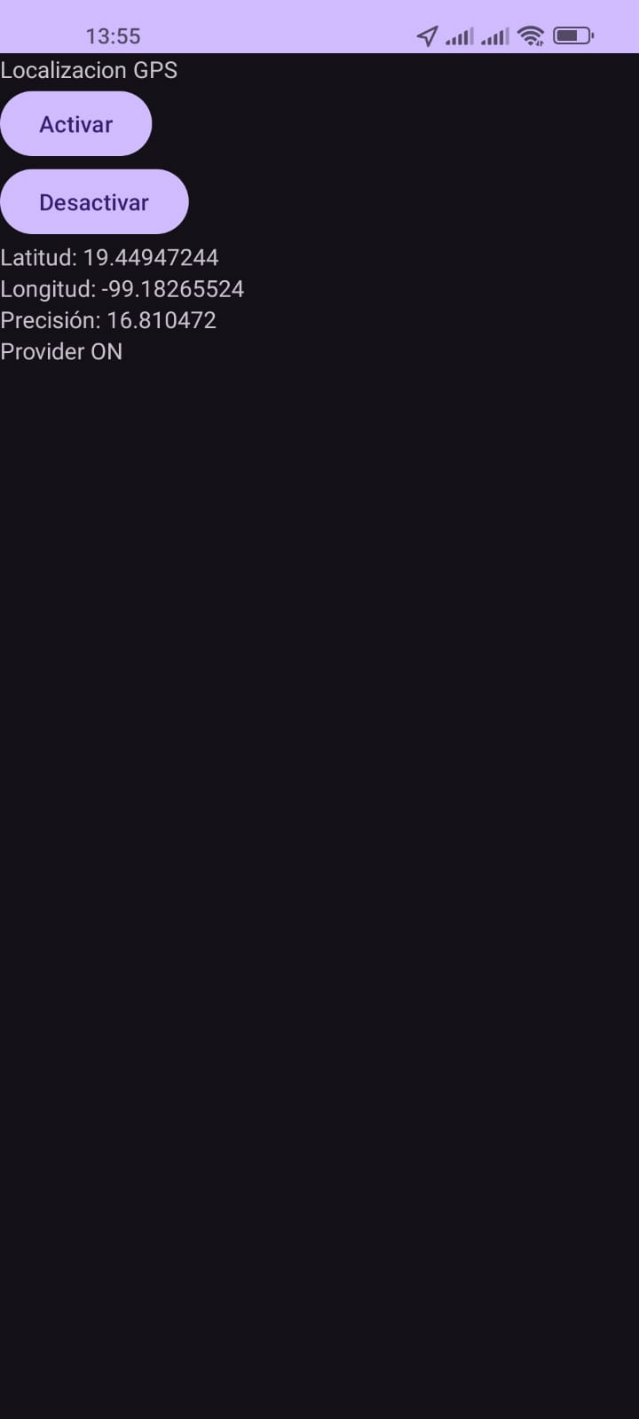 13:55
Localizacion GPS
Activar
Desactivar
Latitud: 19.44947244
Longitud: -99.18265524
Precisión: 16.810472
Provider ON